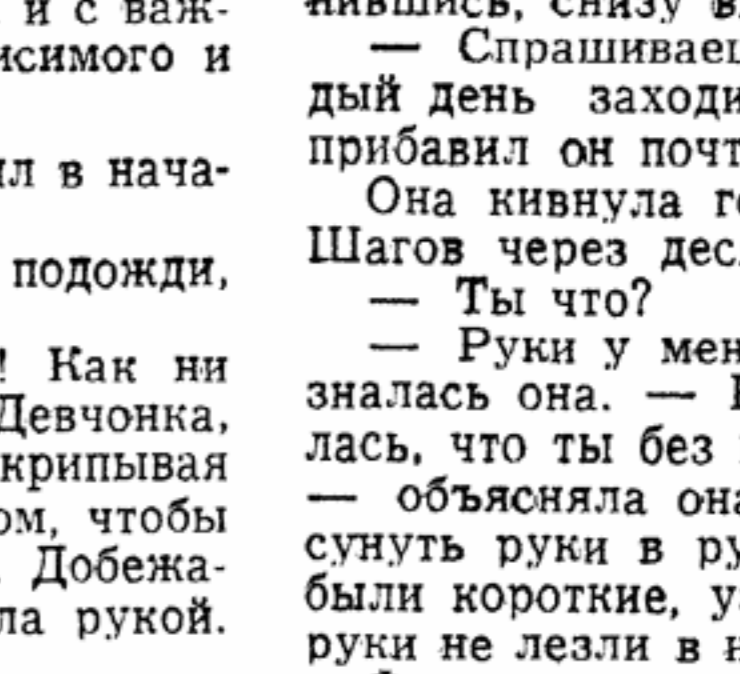 и с важ-
исимого и
ил в нача-
подожди,
! Как ни
Девчонка,
крипывая
ом, чтобы
Добежа-
ла рукой.
нившись, снизу
— Спрашивае
дый день заходи
прибавил он почт
Она кивнула г
Шагов через дес
— Ты что?
— Руки у мен
зналась она. —
лась, что ты без
— объясняла она
сунуть руки в ру
были короткие, у
руки не лезли в н